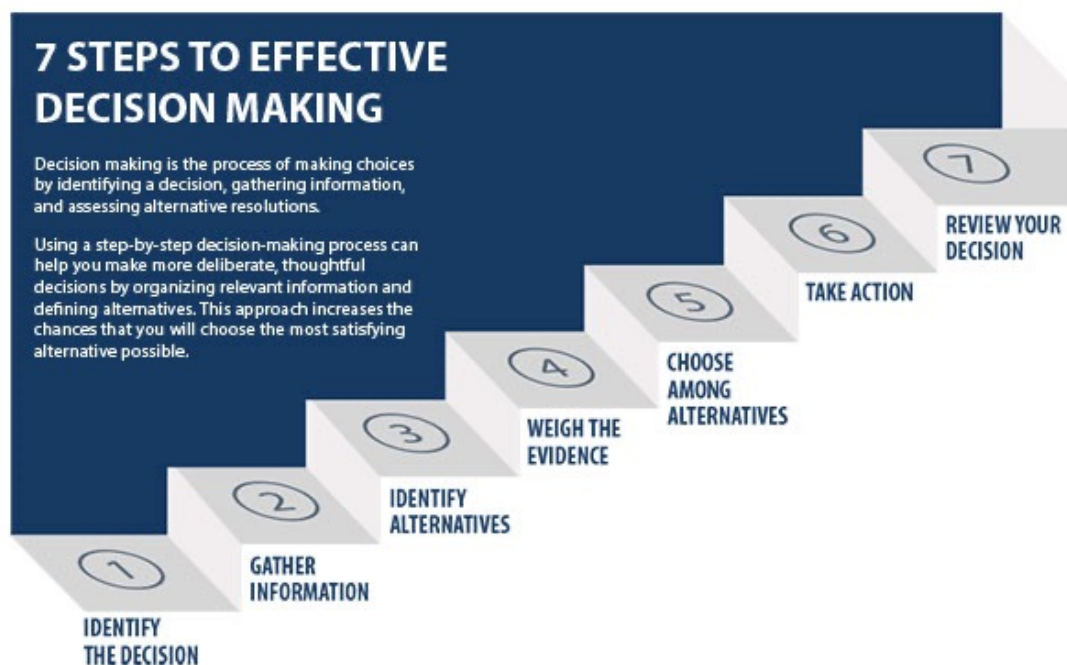 7 STEPS TO EFFECTIVE
DECISION MAKING
Decision making is the process of making choices
by identifying a decision, gathering information,
and assessing alternative resolutions.
Using a step-by-step decision-making process can
help you make more deliberate, thoughtful
decisions by organizing relevant information and
defining alternatives. This approach increases the
chances that you will choose the most satisfying
alternative possible.
1
IDENTIFY
THE DECISION
2
GATHER
INFORMATION
3
IDENTIFY
ALTERNATIVES
4
WEIGH THE
EVIDENCE
5
CHOOSE
AMONG
ALTERNATIVES
6
TAKE ACTION
7
REVIEW YOUR
DECISION